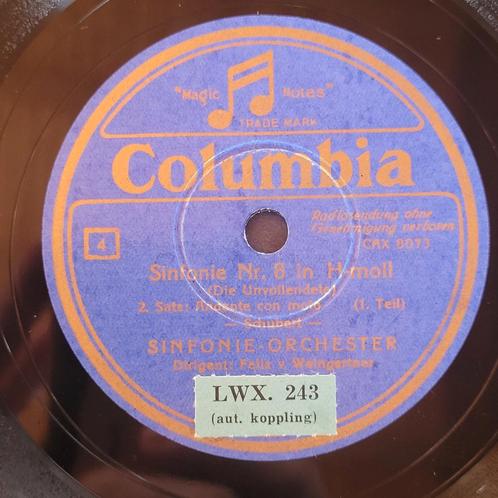 "Magic Notes"
TRADE MARK
Columbia
Radiosendung ohne
Genehmigung verboten
CAX 8073
4
Sinfonie Nr. 8 in H-moll
(Die Unvollendete)
2. Satz: Andante con moto (1. Teil)
— Schubert —
SINFONIE-ORCHESTER
Dirigent: Felix v. Weingartner
LWX. 243
(aut. koppling)